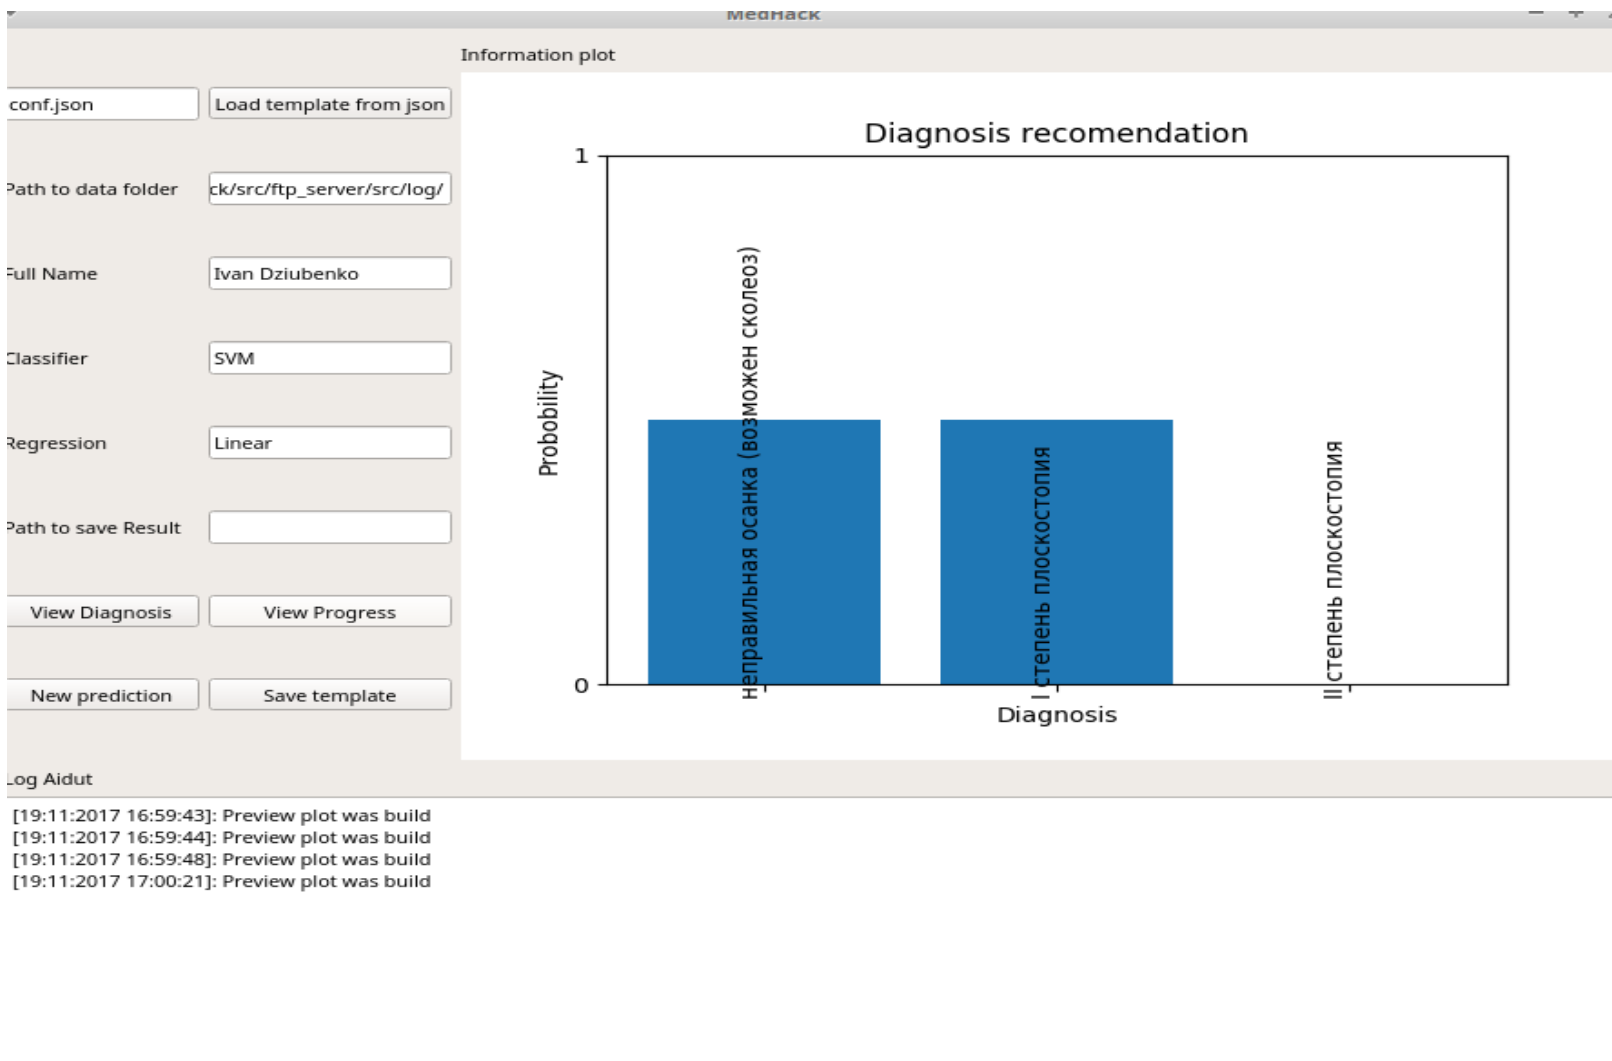 MedHack
Information plot
conf.json
Load template from json
Path to data folder
ck/src/ftp_server/src/log/
Full Name
Ivan Dziubenko
Classifier
SVM
Regression
Linear
Path to save Result
View Diagnosis
View Progress
New prediction
Save template
Diagnosis recomendation
1
0
Probobility
неправильная осанка (возможен сколеоз)
I степень плоскостопия
II степень плоскостопия
Diagnosis
Log Aidut
[19:11:2017 16:59:43]: Preview plot was build
[19:11:2017 16:59:44]: Preview plot was build
[19:11:2017 16:59:48]: Preview plot was build
[19:11:2017 17:00:21]: Preview plot was build